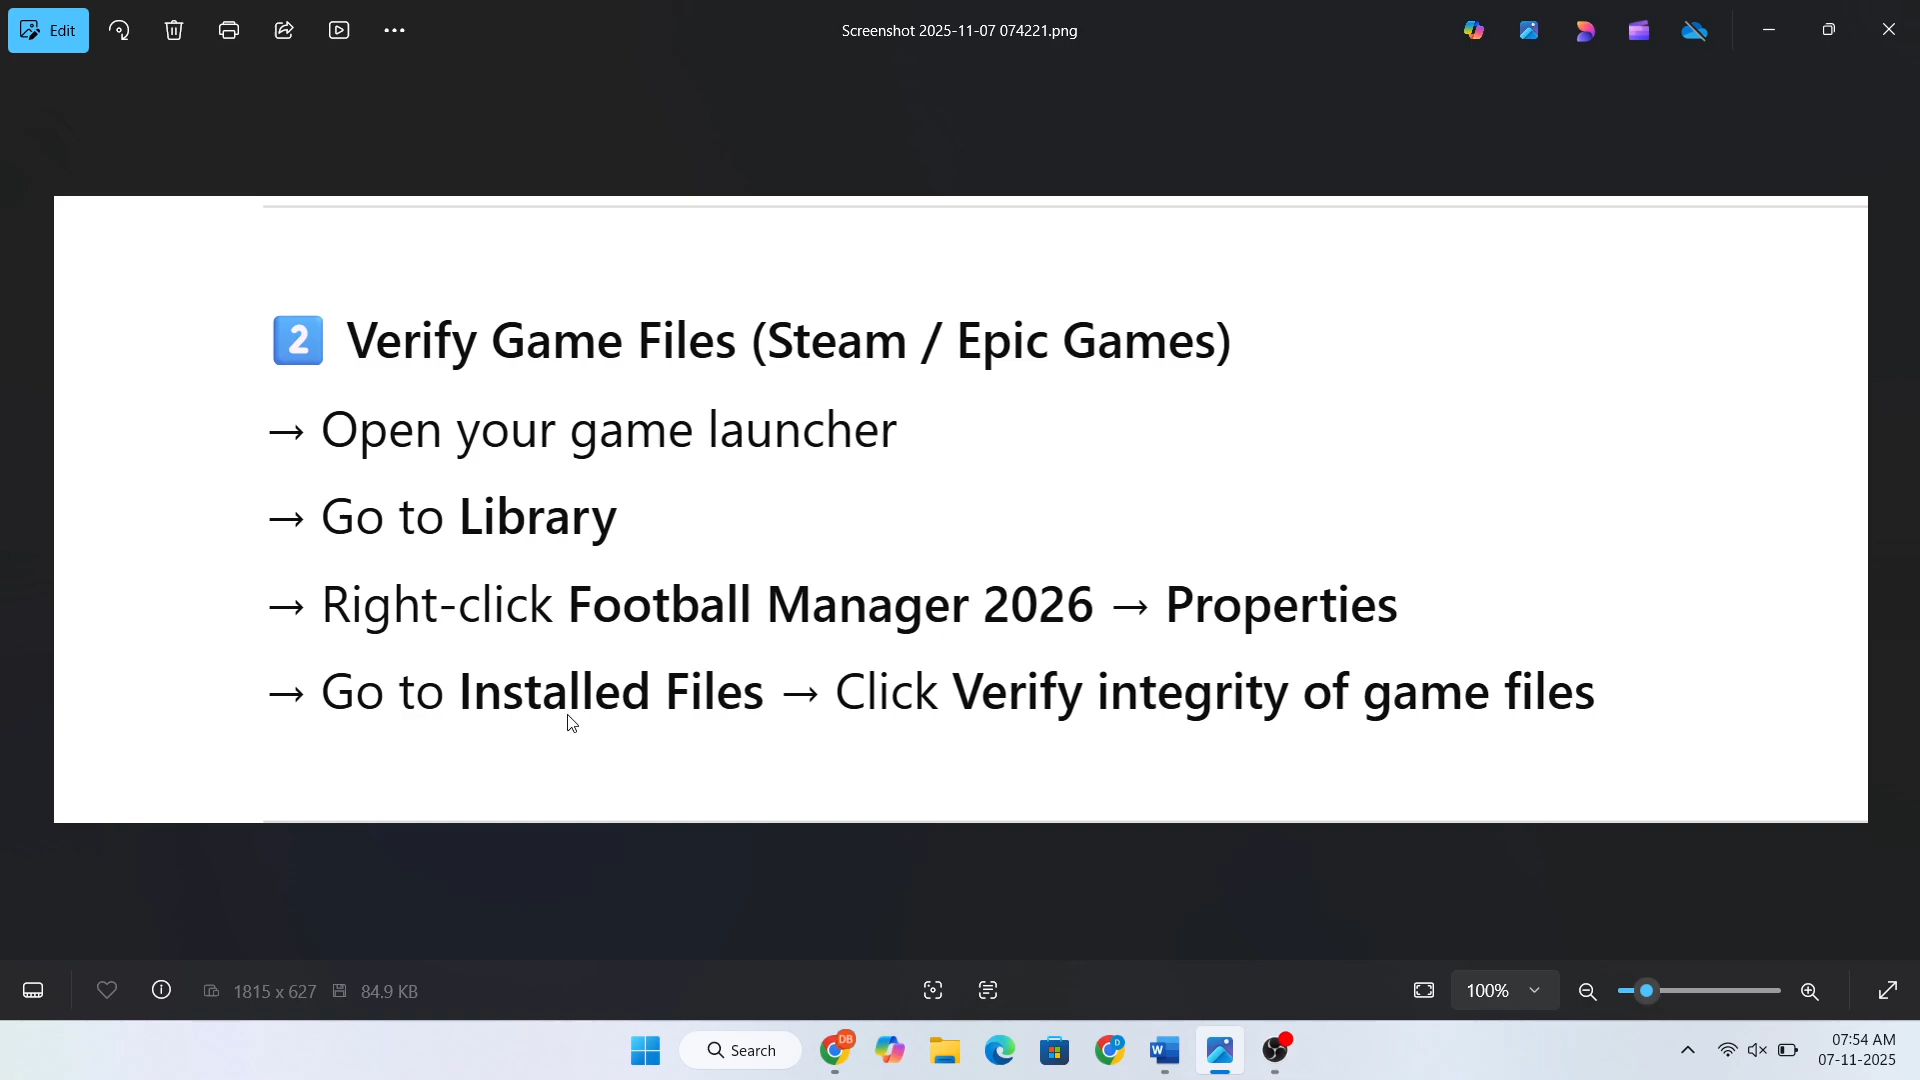 Edit
Screenshot 2025-11-07 074221.png
2️⃣ Verify Game Files (Steam / Epic Games)
→ Open your game launcher
→ Go to Library
→ Right-click Football Manager 2026 → Properties
→ Go to Installed Files → Click Verify integrity of game files
1815 x 627 84.9 KB 100%
Search DB D W 07:54 AM
07-11-2025